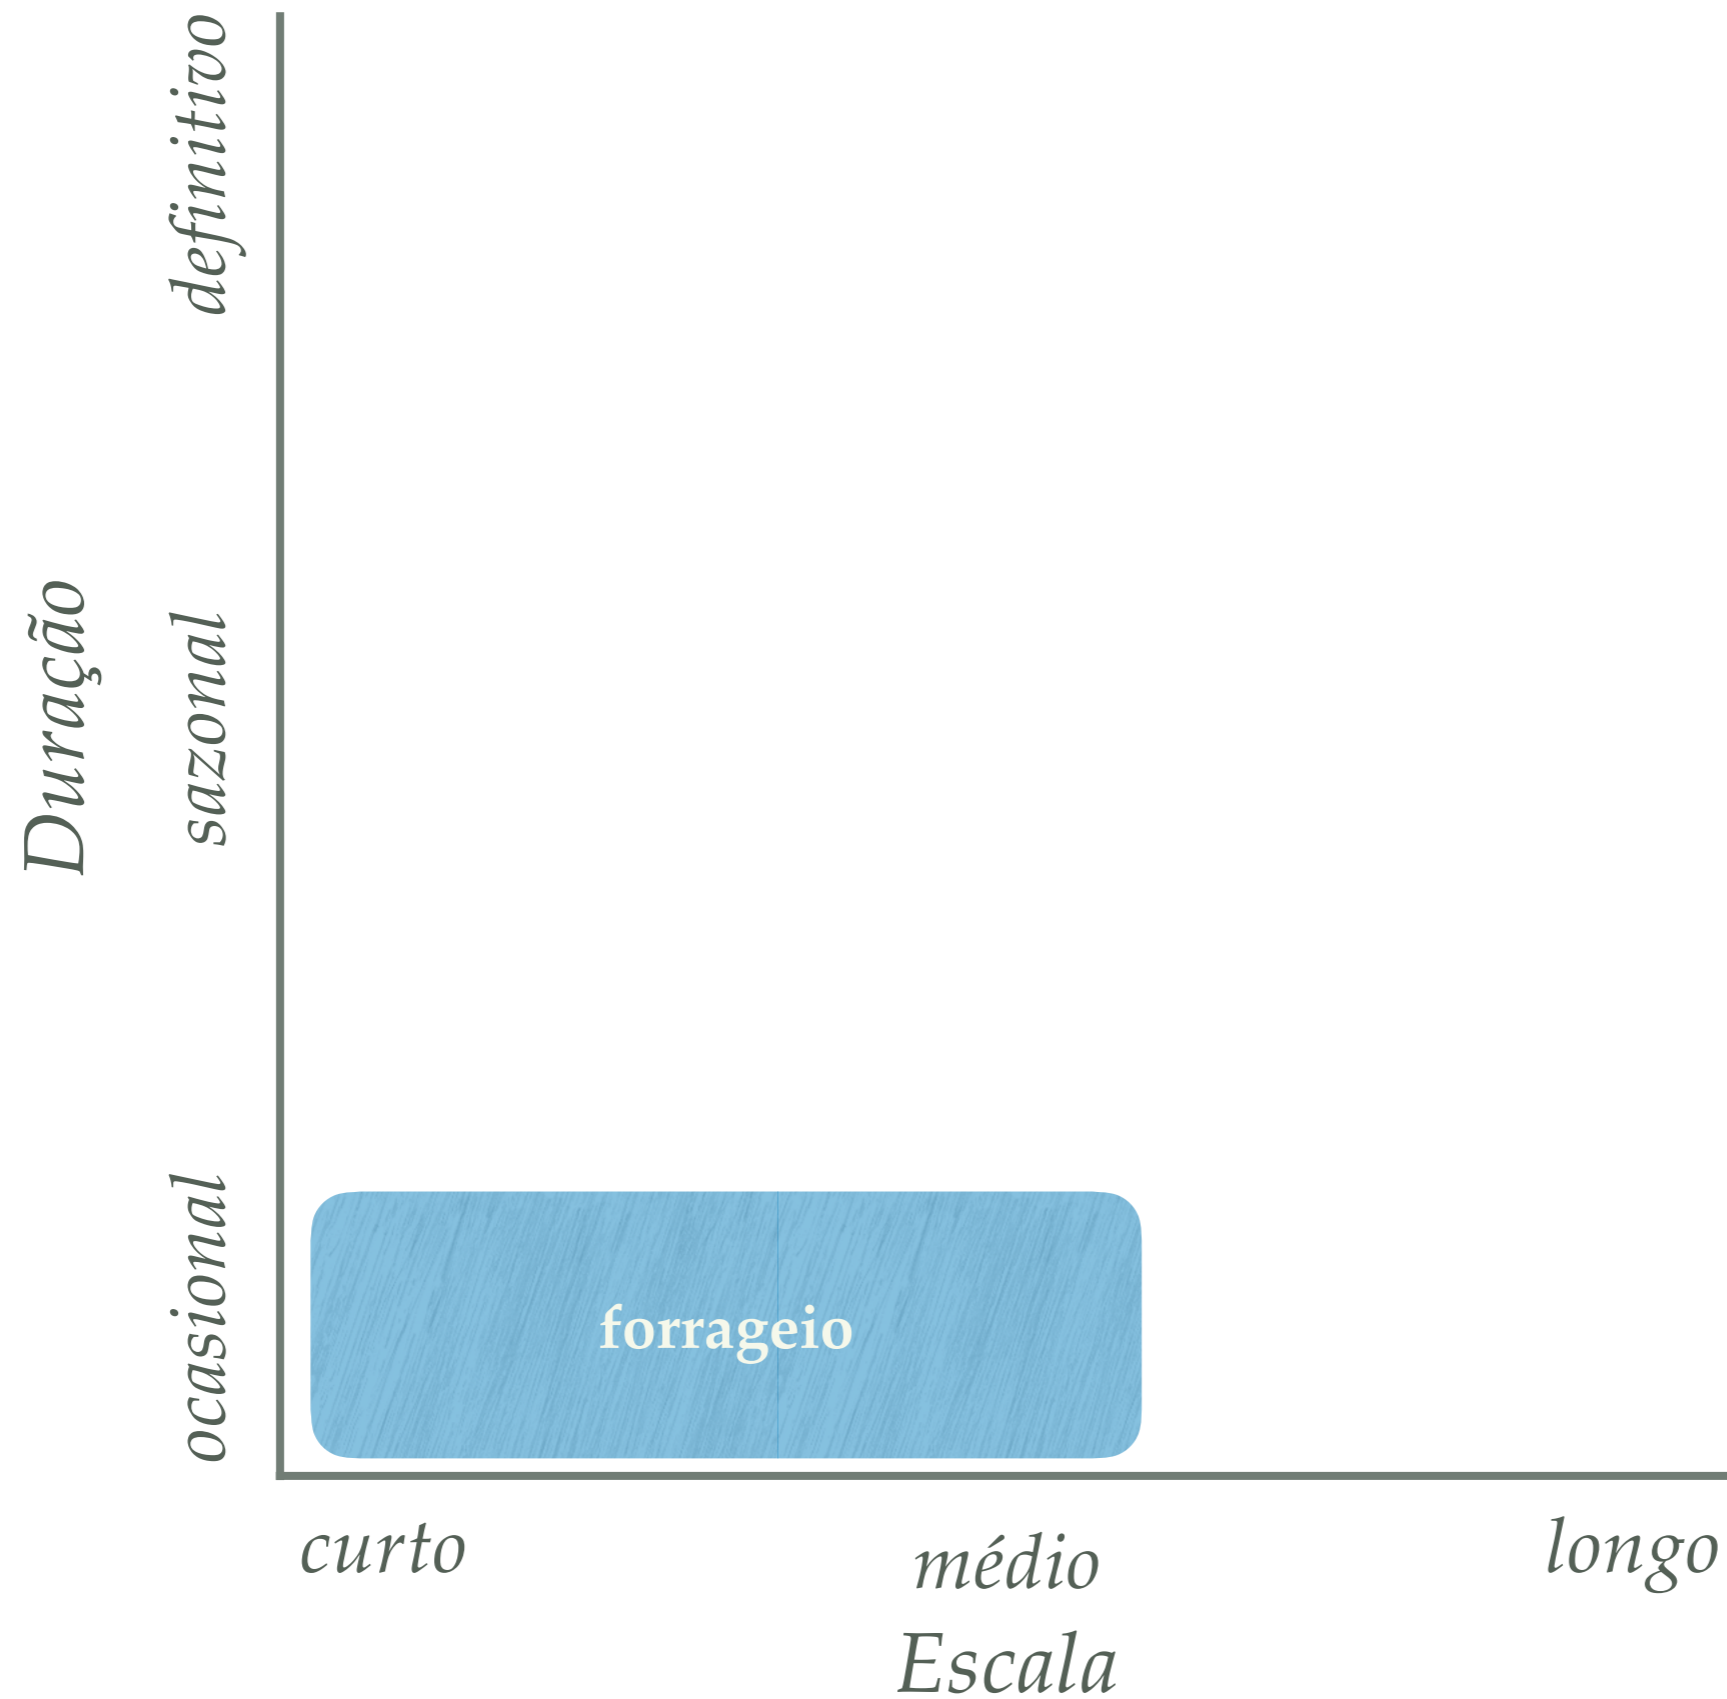 Duração
definitivo
sazonal
ocasional
forrageio
curto
médio
longo
Escala